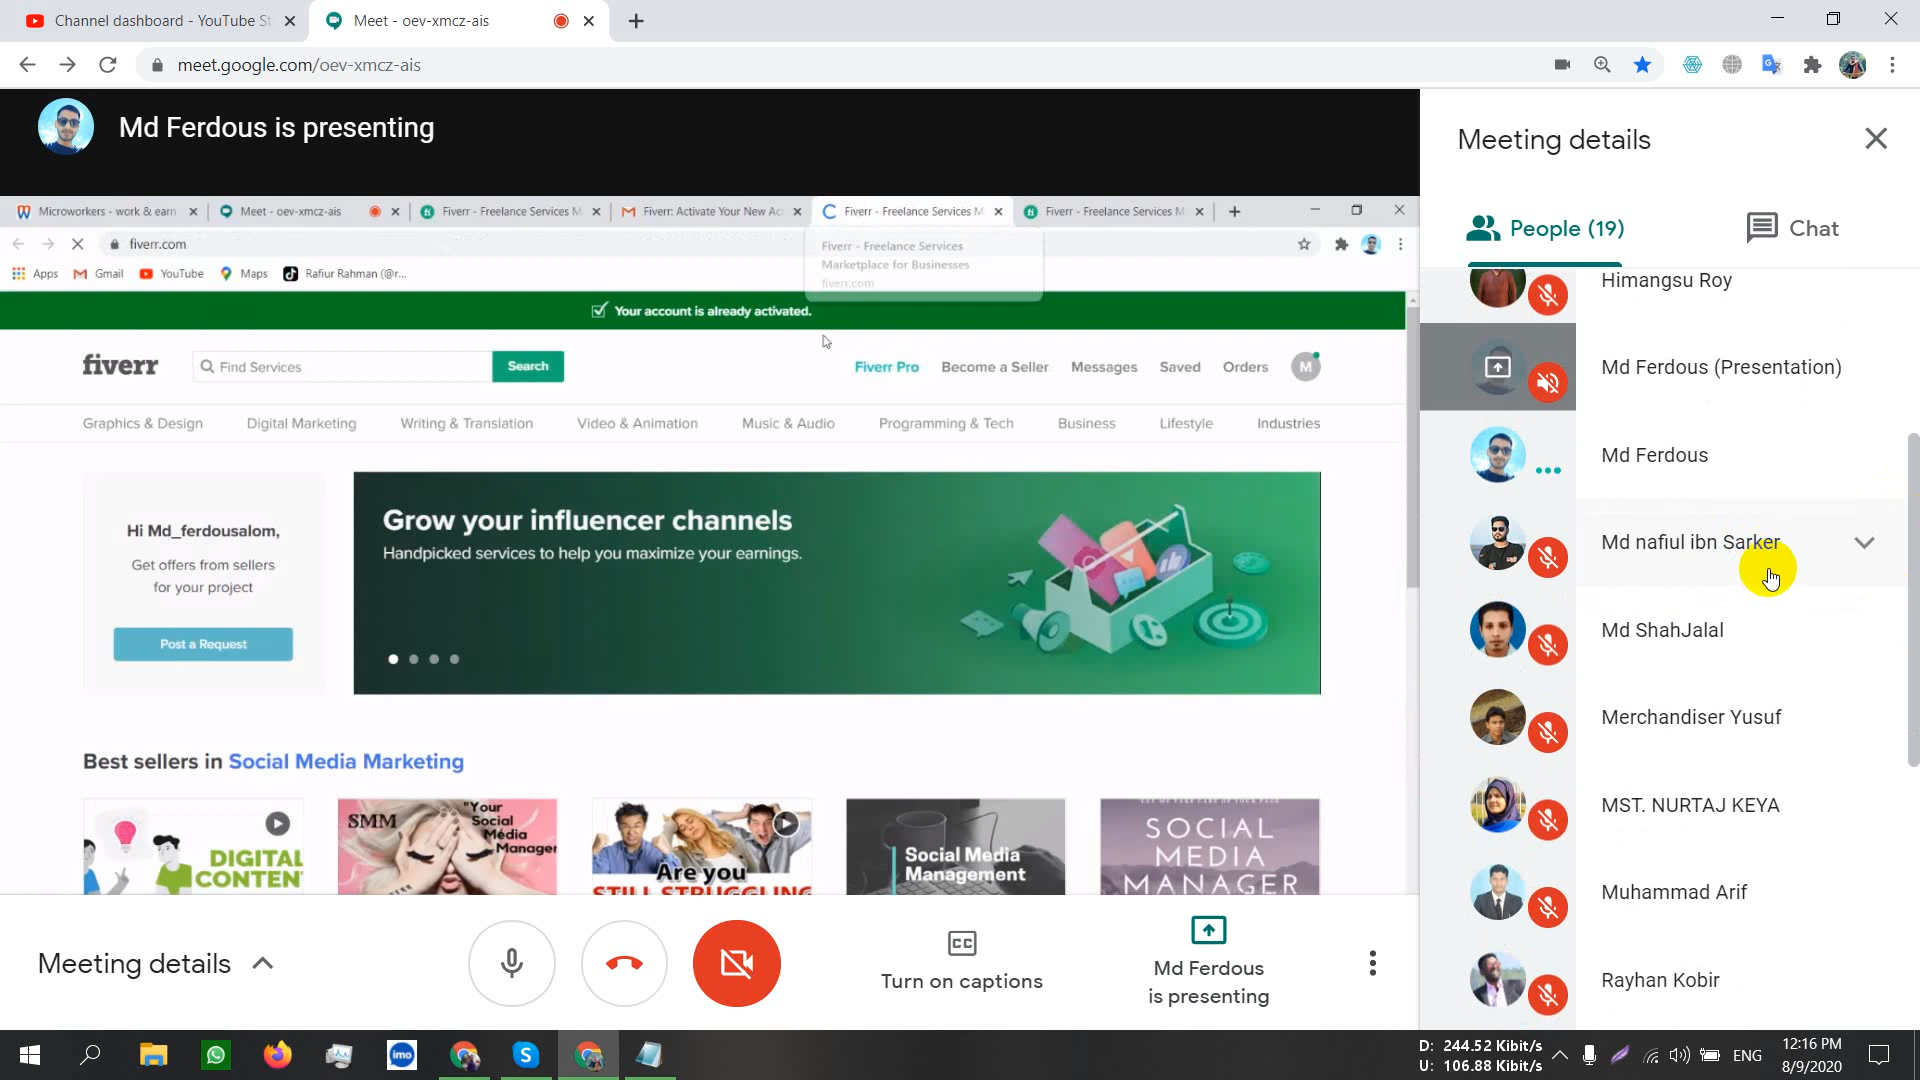 Channel dashboard - YouTube St
Meet - oev-xmcz-ais
meet.google.com/oev-xmcz-ais
Md Ferdous is presenting
Microworkers - work & earn
Meet - oev-xmcz-ais
Fiverr - Freelance Services M
Fiverr: Activate Your New Ac
Fiverr - Freelance Services M
Fiverr - Freelance Services M
fiverr.com
Fiverr - Freelance Services
Marketplace for Businesses
fiverr.com
Apps
Gmail
YouTube
Maps
Rafiur Rahman (@r...
Your account is already activated.
fiverr
Find Services
Search
Fiverr Pro
Become a Seller
Messages
Saved
Orders
M
Graphics & Design
Digital Marketing
Writing & Translation
Video & Animation
Music & Audio
Programming & Tech
Business
Lifestyle
Industries
Hi Md_ferdousalom,
Get offers from sellers
for your project
Post a Request
Grow your influencer channels
Handpicked services to help you maximize your earnings.
Best sellers in Social Media Marketing
DIGITAL
CONTENT
SMM
"Your
Social
Media
Manager
Are you
STILL STRUGGLING
Social Media
Management
SOCIAL
MEDIA
MANAGER
Meeting details
CC
Turn on captions
Md Ferdous
is presenting
Meeting details
People (19)
Chat
Himangsu Roy
Md Ferdous (Presentation)
Md Ferdous
Md nafiul ibn Sarker
Md ShahJalal
Merchandiser Yusuf
MST. NURTAJ KEYA
Muhammad Arif
Rayhan Kobir
imo
D: 244.52 Kibit/s
U: 106.88 Kibit/s
ENG
12:16 PM
8/9/2020